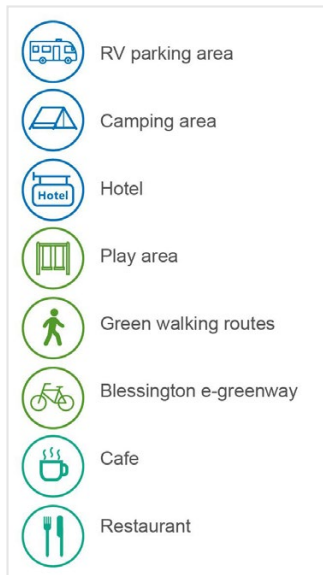 RV parking area
Camping area
Hotel
Hotel
Play area
Green walking routes
Blessington e-greenway
Cafe
Restaurant